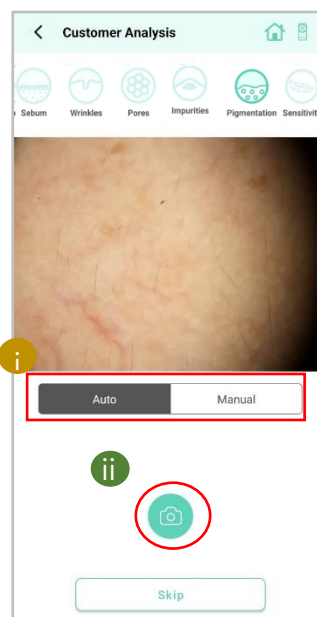 Customer Analysis
Sebum Wrinkles Pores Impurities Pigmentation Sensitivit
i
Auto Manual
ii
Skip